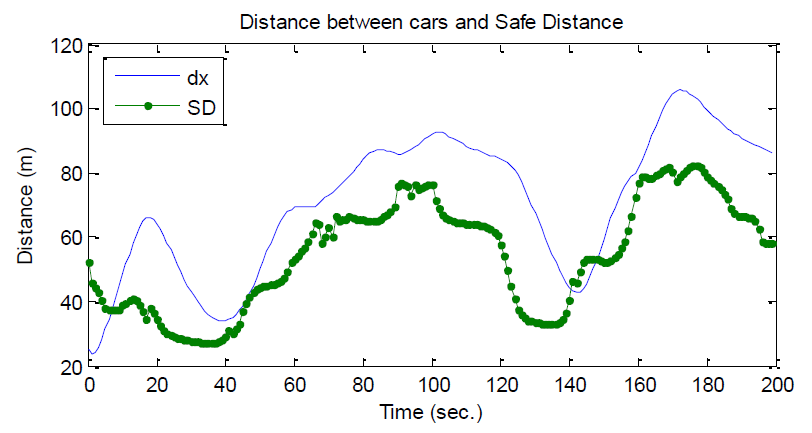 Distance between cars and Safe Distance
dx
SD
Distance (m)
120
100
80
60
40
20
0 20 40 60 80 100 120 140 160 180 200
Time (sec.)